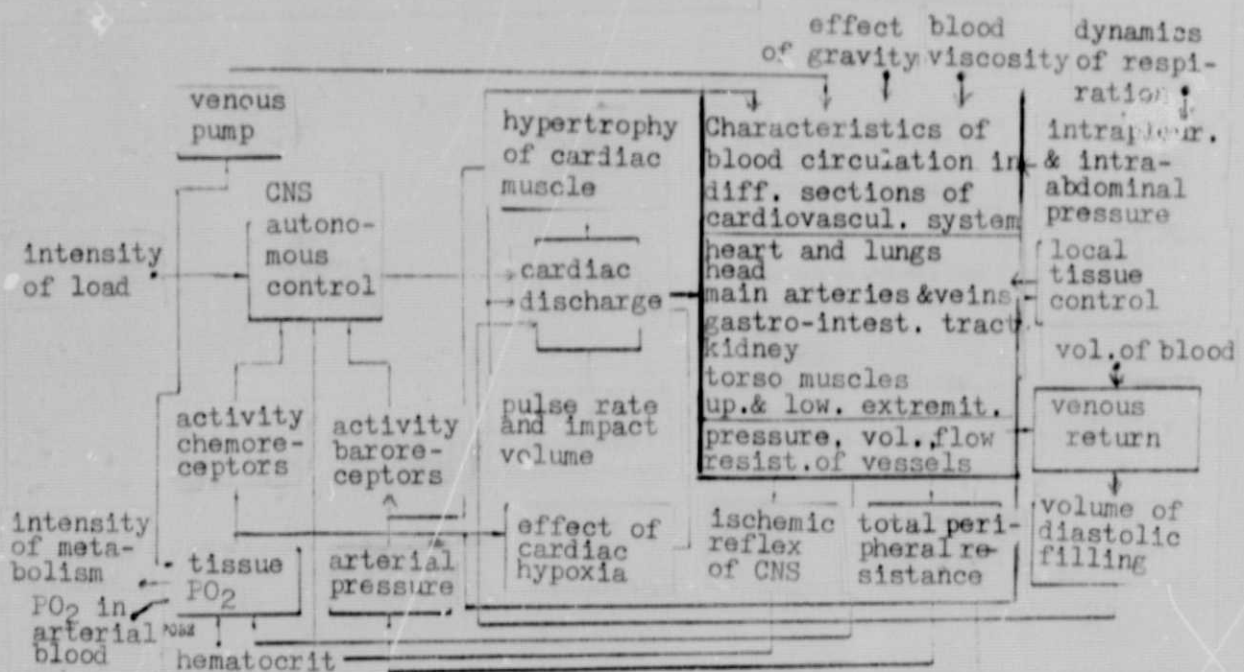 effect
of gravity
blood
viscosity
dynamics
of respi-
ration
venous
pump
hypertrophy
of cardiac
muscle
Characteristics of
blood circulation in
diff. sections of
cardiovascul. system
intrapleur.
& intra-
abdominal
pressure
CNS
autono-
mous
control
intensity
of load
cardiac
discharge
heart and lungs
head
main arteries &veins
gastro-intest. tract
kidney
torso muscles
up.& low. extremit.
local
tissue
control
vol.of blood
activity
chemore-
ceptors
activity
barore-
ceptors
pulse rate
and impact
volume
pressure, vol.,flow
resist.of vessels
venous
return
intensity
of meta-
bolism
tissue
PO2
arterial
pressure
effect of
cardiac
hypoxia
ischemic
reflex
of CNS
total peri-
pheral re-
sistance
volume of
diastolic
filling
PO2 in
arterial
blood
hematocrit